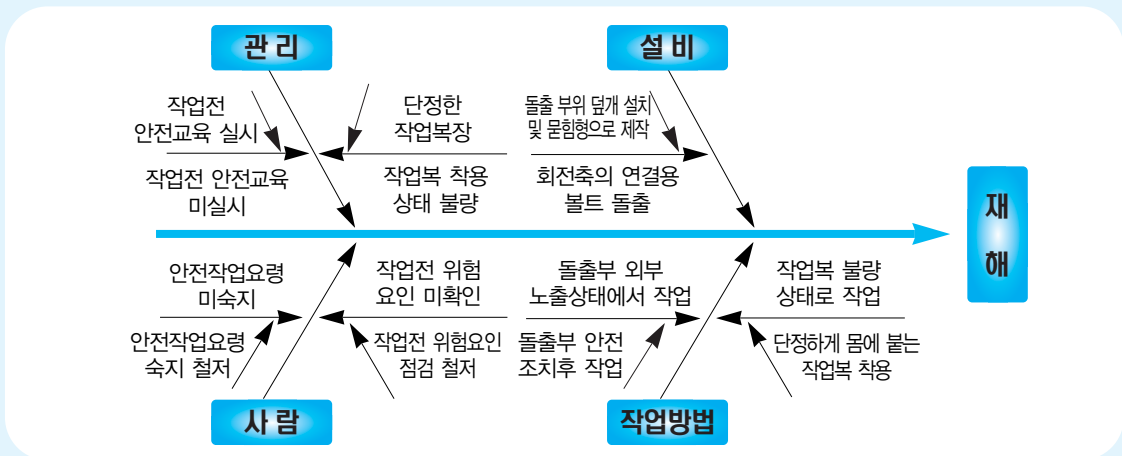 관 리
설 비
작업전
안전교육 실시
단정한
작업복장
돌출 부위 덮개 설치
및 묻힘형으로 제작
작업전 안전교육
미실시
작업복 착용
상태 불량
회전축의 연결용
볼트 돌출
재
해
안전작업요령
미숙지
작업전 위험
요인 미확인
돌출부 외부
노출상태에서 작업
작업복 불량
상태로 작업
안전작업요령
숙지 철저
작업전 위험요인
점검 철저
돌출부 안전
조치후 작업
단정하게 몸에 붙는
작업복 착용
사 람
작업방법